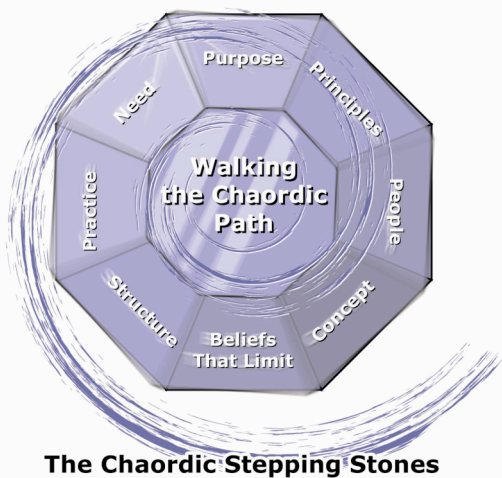 Need
Purpose
Principles
People
Concept
Beliefs
That Limit
Structure
Practice
Walking
the Chaordic
Path
The Chaordic Stepping Stones